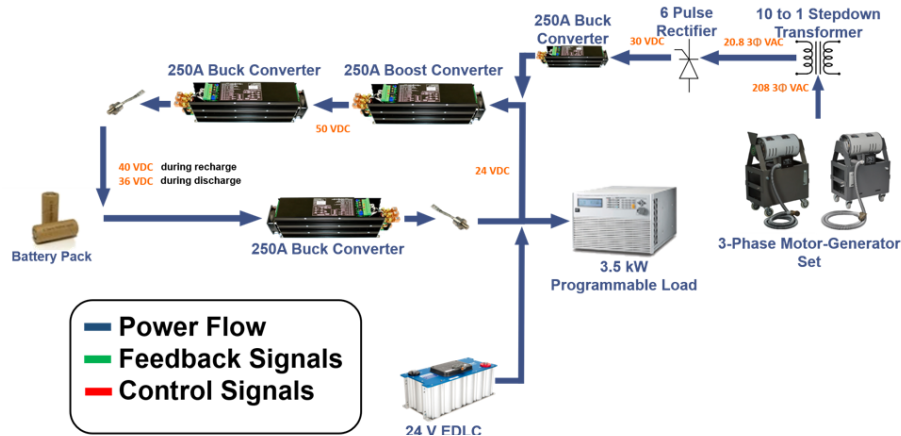 250A Buck
Converter
6 Pulse
Rectifier
10 to 1 Stepdown
Transformer
30 VDC
20.8 3Φ VAC
208 3Φ VAC
250A Buck Converter
250A Boost Converter
50 VDC
40 VDC during recharge
36 VDC during discharge
24 VDC
Battery Pack
250A Buck Converter
3.5 kW
Programmable Load
3-Phase Motor-Generator
Set
Power Flow
Feedback Signals
Control Signals
24 V EDLC